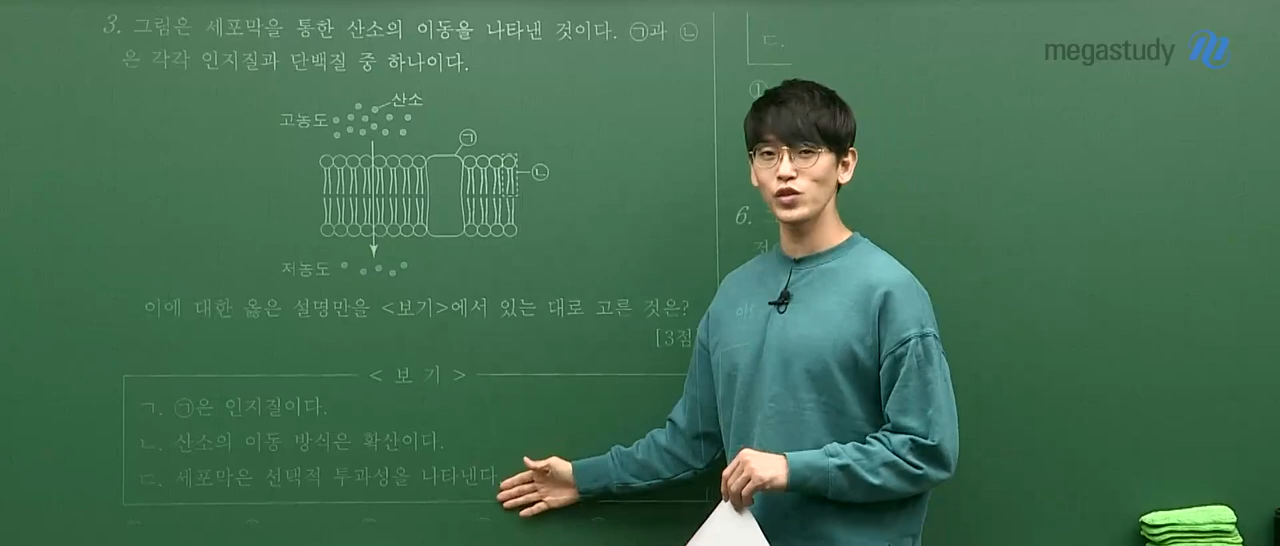 3. 그림은 세포막을 통한 산소의 이동을 나타낸 것이다. ㉠과 ㉡
은 각각 인지질과 단백질 중 하나이다.
산소
고농도
㉠
㉡
저농도
이에 대한 옳은 설명만을 <보기>에서 있는 대로 고른 것은?
[3점
< 보 기 >
ㄱ. ㉠은 인지질이다.
ㄴ. 산소의 이동 방식은 확산이다.
ㄷ. 세포막은 선택적 투과성을 나타낸다
ㄷ.
①
6.
megastudy